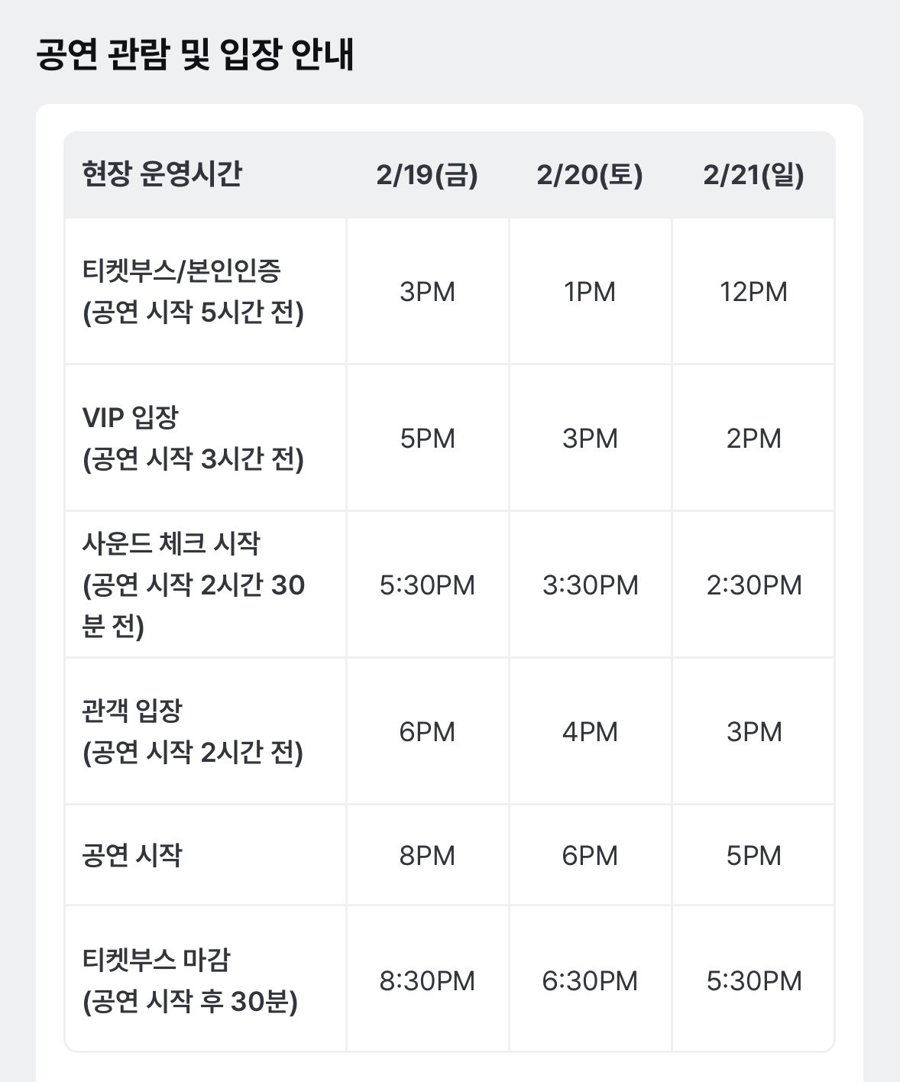 공연 관람 및 입장 안내
현장 운영시간 2/19(금) 2/20(토) 2/21(일)
티켓부스/본인인증
(공연 시작 5시간 전) 3PM 1PM 12PM
VIP 입장
(공연 시작 3시간 전) 5PM 3PM 2PM
사운드 체크 시작
(공연 시작 2시간 30 5:30PM 3:30PM 2:30PM
분 전)
관객 입장
(공연 시작 2시간 전) 6PM 4PM 3PM
공연 시작 8PM 6PM 5PM
티켓부스 마감
(공연 시작 후 30분) 8:30PM 6:30PM 5:30PM